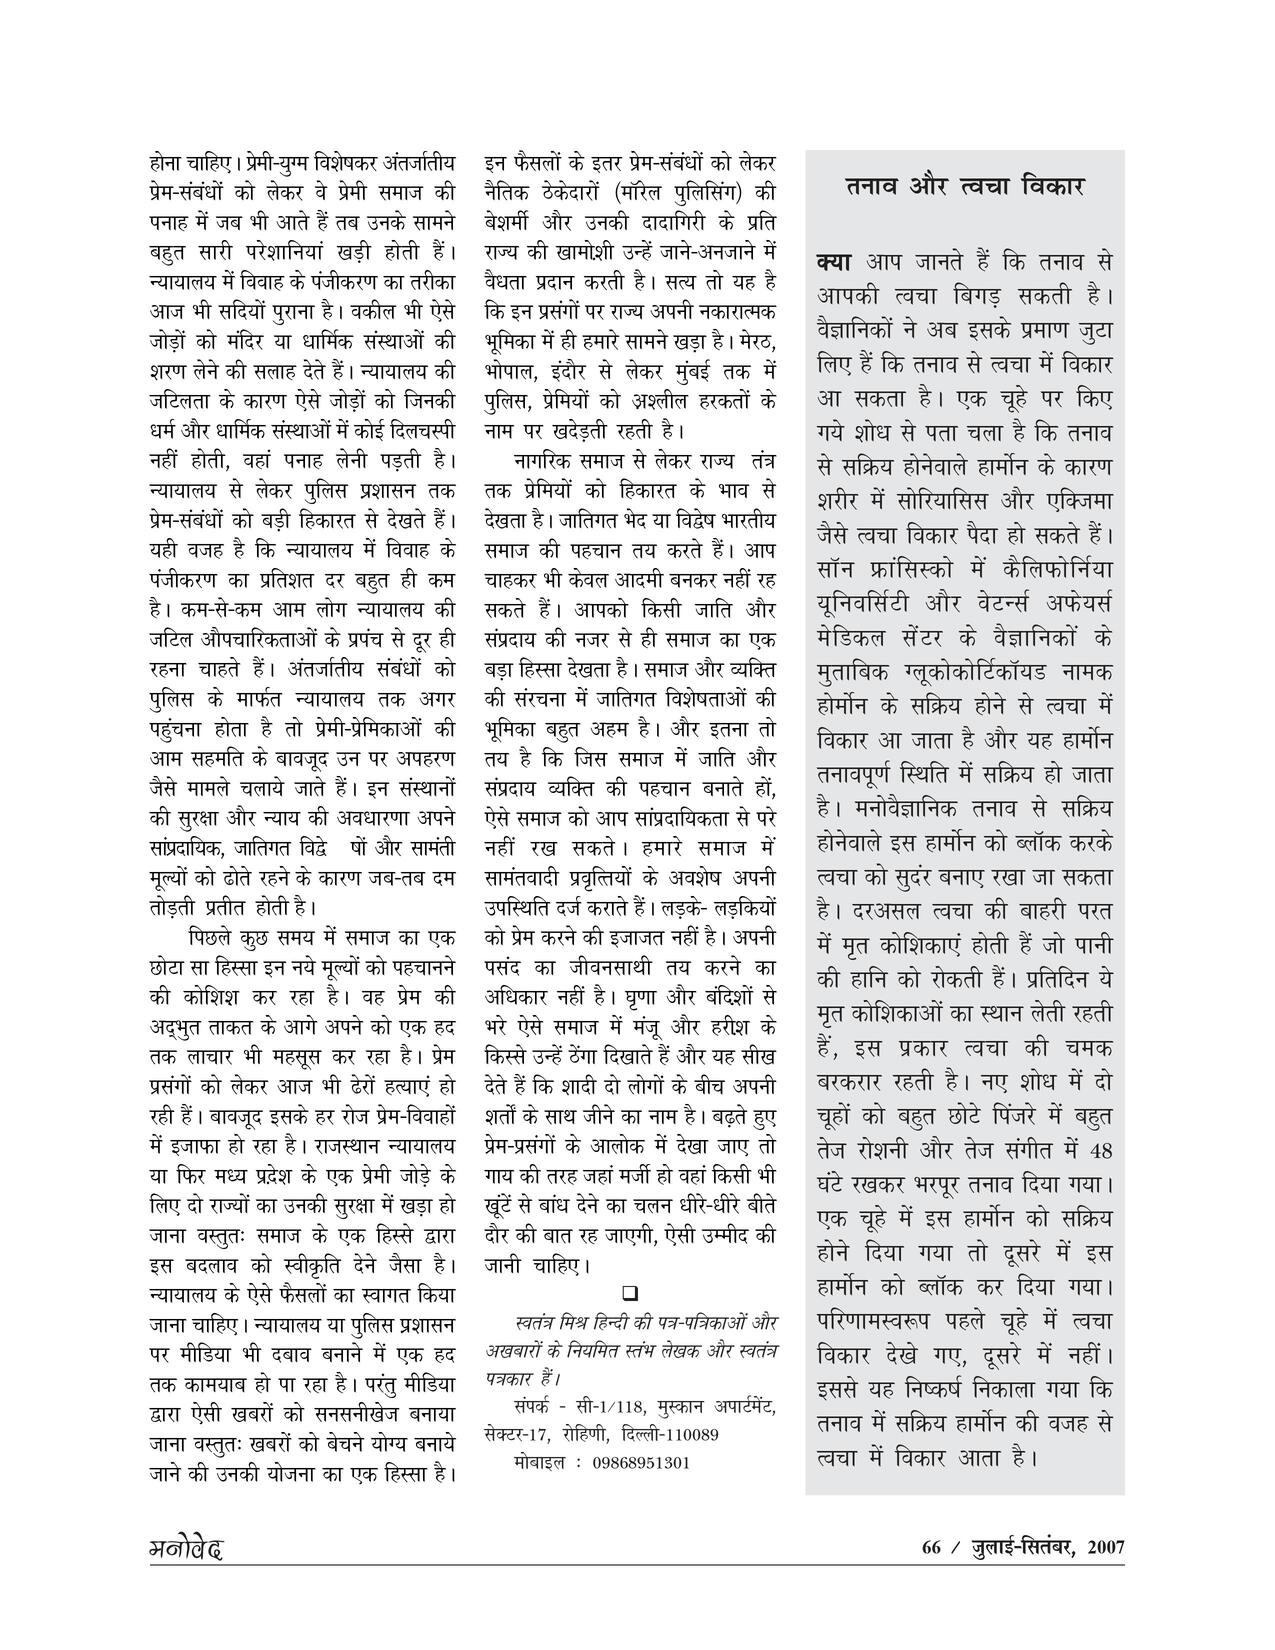 होना चाहिए। प्रेमी-युग्म विशेषकर अंतर्जातीय
प्रेम-संबंधों को लेकर वे प्रेमी समाज की
पनाह में जब भी आते हैं तब उनके सामने
बहुत सारी परेशानियां खड़ी होती हैं।
न्यायालय में विवाह के पंजीकरण का तरीका
आज भी सदियों पुराना है। वकील भी ऐसे
जोड़ों को मंदिर या धार्मिक संस्थाओं की
शरण लेने की सलाह देते हैं। न्यायालय की
जटिलता के कारण ऐसे जोड़ों को जिनकी
धर्म और धार्मिक संस्थाओं में कोई दिलचस्पी
नहीं होती, वहां पनाह लेनी पड़ती है।
न्यायालय से लेकर पुलिस प्रशासन तक
प्रेम-संबंधों को बड़ी हिकारत से देखते हैं।
यही वजह है कि न्यायालय में विवाह के
पंजीकरण का प्रतिशत दर बहुत ही कम
है। कम-से-कम आम लोग न्यायालय की
जटिल औपचारिकताओं के प्रपंच से दूर ही
रहना चाहते हैं। अंतर्जातीय संबंधों को
पुलिस के मार्फत न्यायालय तक अगर
पहुंचना होता है तो प्रेमी-प्रेमिकाओं की
आम सहमति के बावजूद उन पर अपहरण
जैसे मामले चलाये जाते हैं। इन संस्थानों
की सुरक्षा और न्याय की अवधारणा अपने
सांप्रदायिक, जातिगत विद्वे षों और सामंती
मूल्यों को ढोते रहने के कारण जब-तब दम
तोड़ती प्रतीत होती है।
पिछले कुछ समय में समाज का एक
छोटा सा हिस्सा इन नये मूल्यों को पहचानने
की कोशिश कर रहा है। वह प्रेम की
अद्‌भुत ताकत के आगे अपने को एक हद
तक लाचार भी महसूस कर रहा है। प्रेम
प्रसंगों को लेकर आज भी ढेरों हत्याएं हो
रही हैं। बावजूद इसके हर रोज प्रेम-विवाहों
में इजाफा हो रहा है। राजस्थान न्यायालय
या फिर मध्य प्रदेश के एक प्रेमी जोड़े के
लिए दो राज्यों का उनकी सुरक्षा में खड़ा हो
जाना वस्तुतः समाज के एक हिस्से द्वारा
इस बदलाव को स्वीकृति देने जैसा है।
न्यायालय के ऐसे फैसलों का स्वागत किया
जाना चाहिए। न्यायालय या पुलिस प्रशासन
पर मीडिया भी दबाव बनाने में एक हद
तक कामयाब हो पा रहा है। परंतु मीडिया
द्वारा ऐसी खबरों को सनसनीखेज बनाया
जाना वस्तुतः खबरों को बेचने योग्य बनाये
जाने की उनकी योजना का एक हिस्सा है।
इन फैसलों के इतर प्रेम-संबंधों को लेकर
नैतिक ठेकेदारों (मॉरेल पुलिसिंग) की
बेशर्मी और उनकी दादागिरी के प्रति
राज्य की खामोशी उन्हें जाने-अनजाने में
वैधता प्रदान करती है। सत्य तो यह है
कि इन प्रसंगों पर राज्य अपनी नकारात्मक
भूमिका में ही हमारे सामने खड़ा है। मेरठ,
भोपाल, इंदौर से लेकर मुंबई तक में
पुलिस, प्रेमियों को अश्लील हरकतों के
नाम पर खदेड़ती रहती है।
नागरिक समाज से लेकर राज्य तंत्र
तक प्रेमियों को हिकारत के भाव से
देखता है। जातिगत भेद या विद्वेष भारतीय
समाज की पहचान तय करते हैं। आप
चाहकर भी केवल आदमी बनकर नहीं रह
सकते हैं। आपको किसी जाति और
संप्रदाय की नजर से ही समाज का एक
बड़ा हिस्सा देखता है। समाज और व्यक्ति
की संरचना में जातिगत विशेषताओं की
भूमिका बहुत अहम है। और इतना तो
तय है कि जिस समाज में जाति और
संप्रदाय व्यक्ति की पहचान बनाते हों,
ऐसे समाज को आप सांप्रदायिकता से परे
नहीं रख सकते। हमारे समाज में
सामंतवादी प्रवृत्तियों के अवशेष अपनी
उपस्थिति दर्ज कराते हैं। लड़के- लड़कियों
को प्रेम करने की इजाजत नहीं है। अपनी
पसंद का जीवनसाथी तय करने का
अधिकार नहीं है। घृणा और बंदिशों से
भरे ऐसे समाज में मंजू और हरीश के
किस्से उन्हें ठेंगा दिखाते हैं और यह सीख
देते हैं कि शादी दो लोगों के बीच अपनी
शर्तों के साथ जीने का नाम है। बढ़ते हुए
प्रेम-प्रसंगों के आलोक में देखा जाए तो
गाय की तरह जहां मर्जी हो वहां किसी भी
खूंटें से बांध देने का चलन धीरे-धीरे बीते
दौर की बात रह जाएगी, ऐसी उम्मीद की
जानी चाहिए।
❑
स्वतंत्र मिश्र हिन्दी की पत्र-पत्रिकाओं और
अखबारों के नियमित स्तंभ लेखक और स्वतंत्र
पत्रकार हैं।
संपर्क - सी-1/118, मुस्कान अपार्टमेंट,
सेक्टर-17, रोहिणी, दिल्ली-110089
मोबाइल : 09868951301
तनाव और त्वचा विकार
क्या आप जानते हैं कि तनाव से
आपकी त्वचा बिगड़ सकती है।
वैज्ञानिकों ने अब इसके प्रमाण जुटा
लिए हैं कि तनाव से त्वचा में विकार
आ सकता है। एक चूहे पर किए
गये शोध से पता चला है कि तनाव
से सक्रिय होनेवाले हार्मोन के कारण
शरीर में सोरियासिस और एक्जिमा
जैसे त्वचा विकार पैदा हो सकते हैं।
सॉन फ्रांसिस्को में कैलिफोर्निया
यूनिवर्सिटी और वेटर्न्स अफेयर्स
मेडिकल सेंटर के वैज्ञानिकों के
मुताबिक ग्लूकोकोर्टिकॉयड नामक
होर्मोन के सक्रिय होने से त्वचा में
विकार आ जाता है और यह हार्मोन
तनावपूर्ण स्थिति में सक्रिय हो जाता
है। मनोवैज्ञानिक तनाव से सक्रिय
होनेवाले इस हार्मोन को ब्लॉक करके
त्वचा को सुदंर बनाए रखा जा सकता
है। दरअसल त्वचा की बाहरी परत
में मृत कोशिकाएं होती हैं जो पानी
की हानि को रोकती हैं। प्रतिदिन ये
मृत कोशिकाओं का स्थान लेती रहती
हैं, इस प्रकार त्वचा की चमक
बरकरार रहती है। नए शोध में दो
चूहों को बहुत छोटे पिंजरे में बहुत
तेज रोशनी और तेज संगीत में 48
घंटे रखकर भरपूर तनाव दिया गया।
एक चूहे में इस हार्मोन को सक्रिय
होने दिया गया तो दूसरे में इस
हार्मोन को ब्लॉक कर दिया गया।
परिणामस्वरूप पहले चूहे में त्वचा
विकार देखे गए, दूसरे में नहीं।
इससे यह निष्कर्ष निकाला गया कि
तनाव में सक्रिय हार्मोन की वजह से
त्वचा में विकार आता है।
मनोवेद
66 / जुलाई-सितंबर, 2007